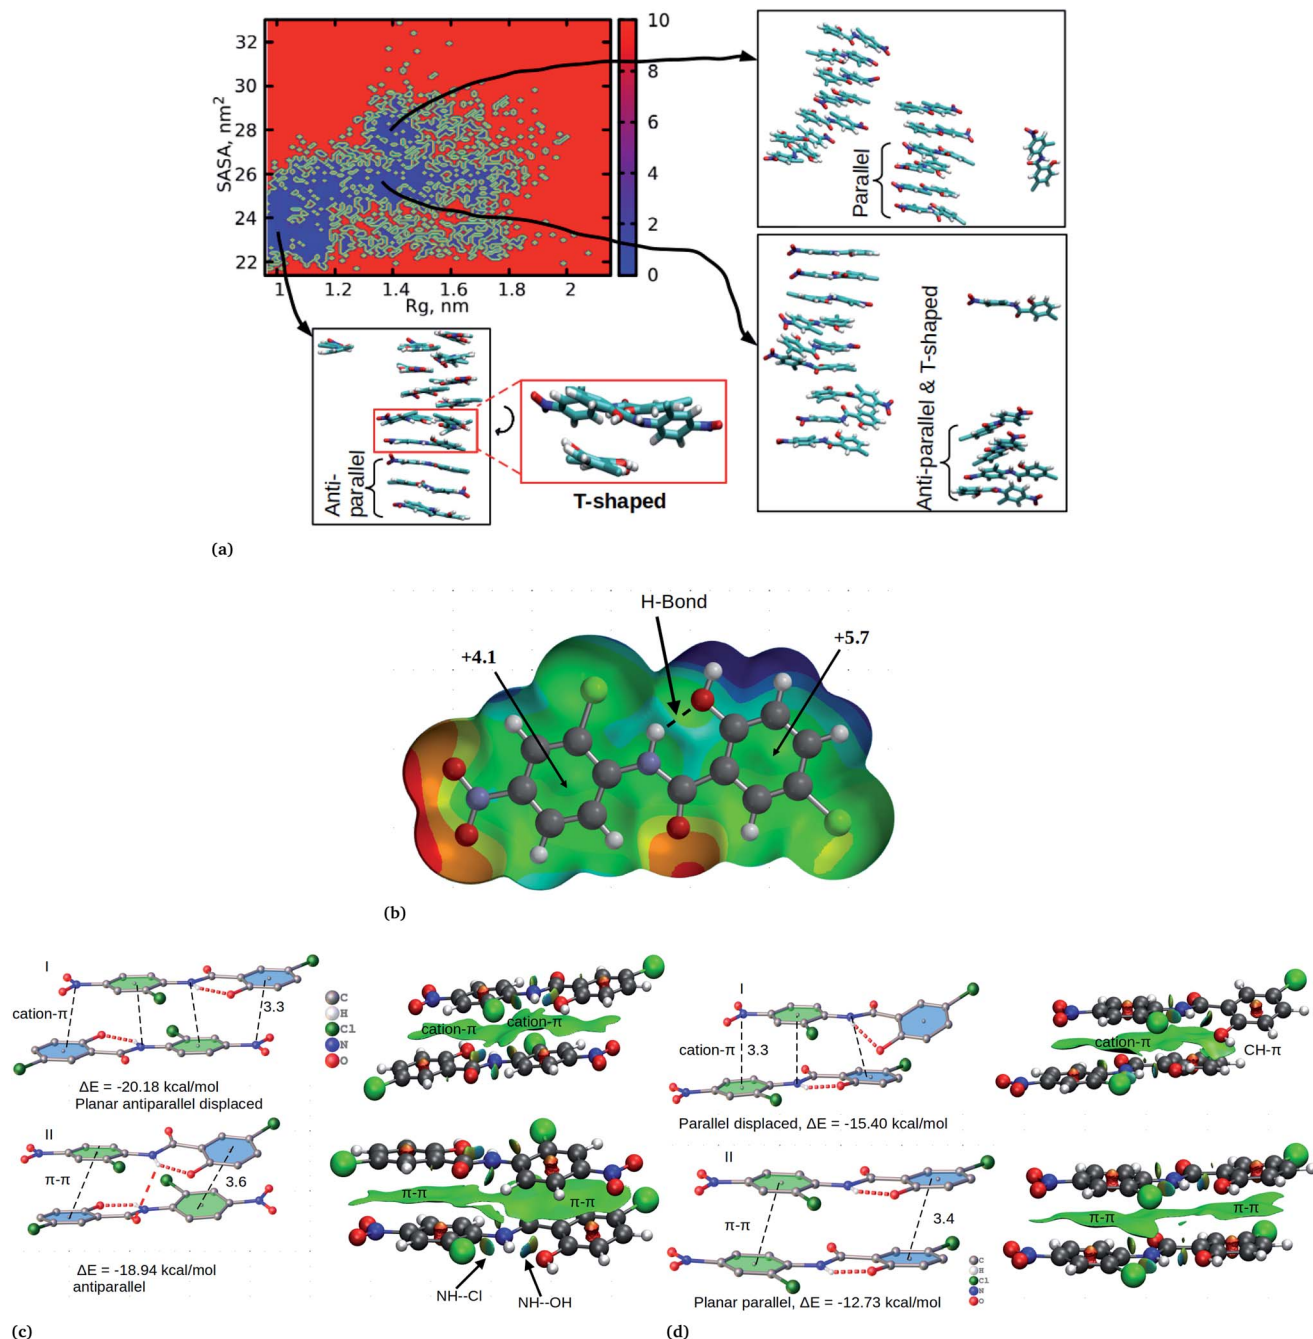 32
30
28
26
24
22
SASA, nm²
1
1.2
1.4
1.6
1.8
2
Rg, nm
10
8
6
4
2
0
Parallel
Anti-parallel & T-shaped
Anti-
parallel
T-shaped
(a)
H-Bond
+4.1
+5.7
(b)
I
cation-π
3.3
C
H
Cl
N
O
ΔE = -20.18 kcal/mol
Planar antiparallel displaced
cation-π
cation-π
II
π-π
3.6
ΔE = -18.94 kcal/mol
antiparallel
π-π
π-π
NH--Cl
NH--OH
(c)
I
cation-π
3.3
Parallel displaced, ΔE = -15.40 kcal/mol
cation-π
CH-π
II
π-π
3.4
Planar parallel, ΔE = -12.73 kcal/mol
C
H
Cl
N
O
π-π
π-π
(d)